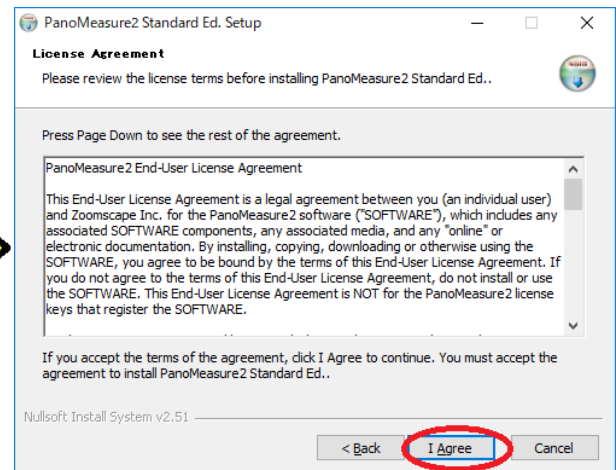 PanoMeasure2 Standard Ed. Setup
License Agreement
Please review the license terms before installing PanoMeasure2 Standard Ed..
Press Page Down to see the rest of the agreement.
PanoMeasure2 End-User License Agreement
This End-User License Agreement is a legal agreement between you (an individual user)
and Zoomscape Inc. for the PanoMeasure2 software ("SOFTWARE"), which includes any
associated SOFTWARE components, any associated media, and any "online" or
electronic documentation. By installing, copying, downloading or otherwise using the
SOFTWARE, you agree to be bound by the terms of this End-User License Agreement. If
you do not agree to the terms of this End-User License Agreement, do not install or use
the SOFTWARE. This End-User License Agreement is NOT for the PanoMeasure2 license
keys that register the SOFTWARE.
If you accept the terms of the agreement, click I Agree to continue. You must accept the
agreement to install PanoMeasure2 Standard Ed..
Nullsoft Install System v2.51
< Back I Agree Cancel